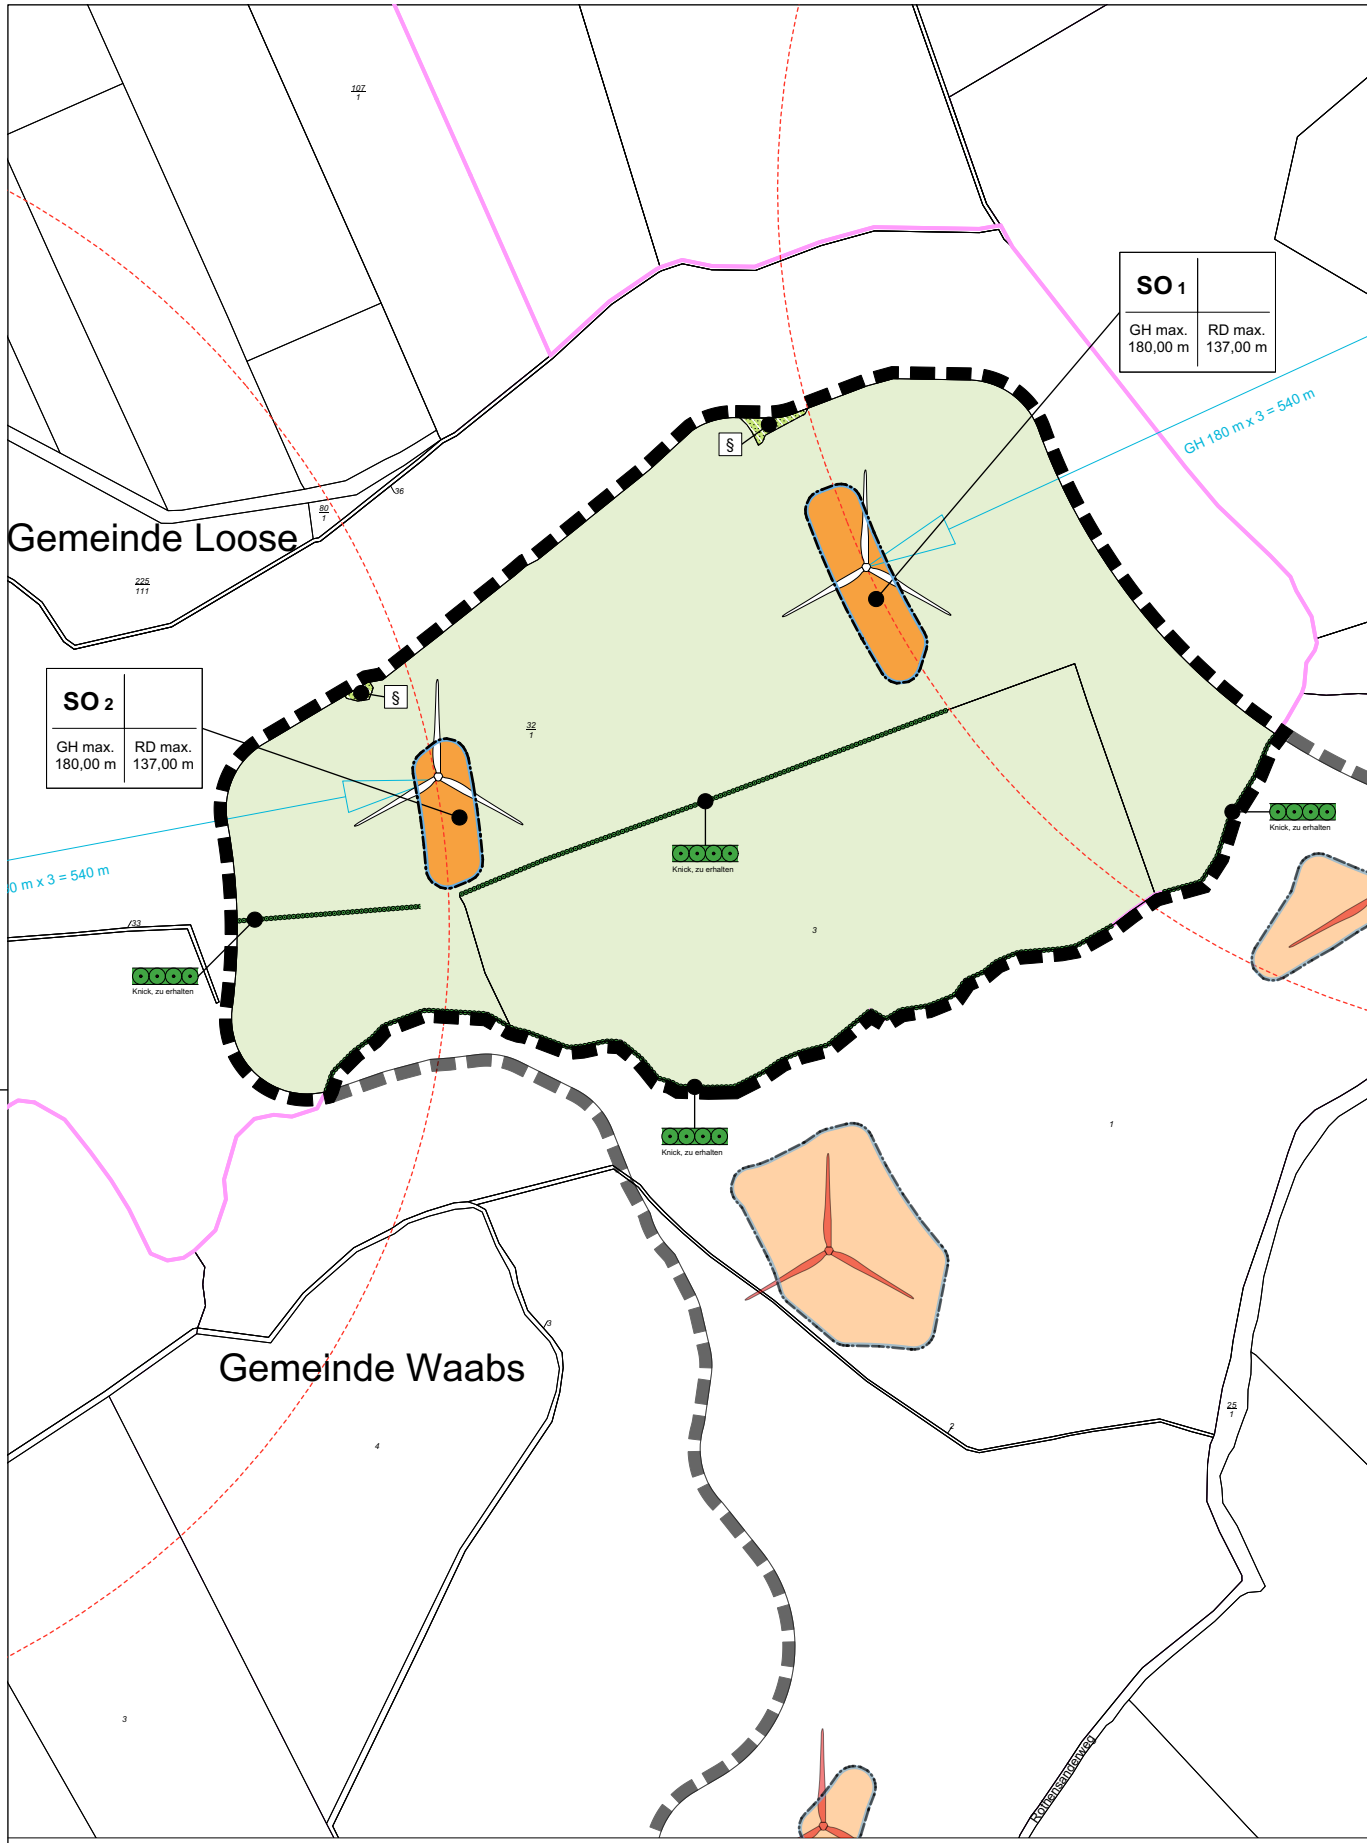 107
1
SO 1
GH max.
180,00 m
RD max.
137,00 m
GH 180 m x 3 = 540 m
§
36
80
1
Gemeinde Loose
225
111
§
SO 2
GH max.
180,00 m
RD max.
137,00 m
32
1
Knick, zu erhalten
Knick, zu erhalten
0 m x 3 = 540 m
33
3
Knick, zu erhalten
1
Knick, zu erhalten
3
Gemeinde Waabs
25
1
2
4
3
Rothensanderweg